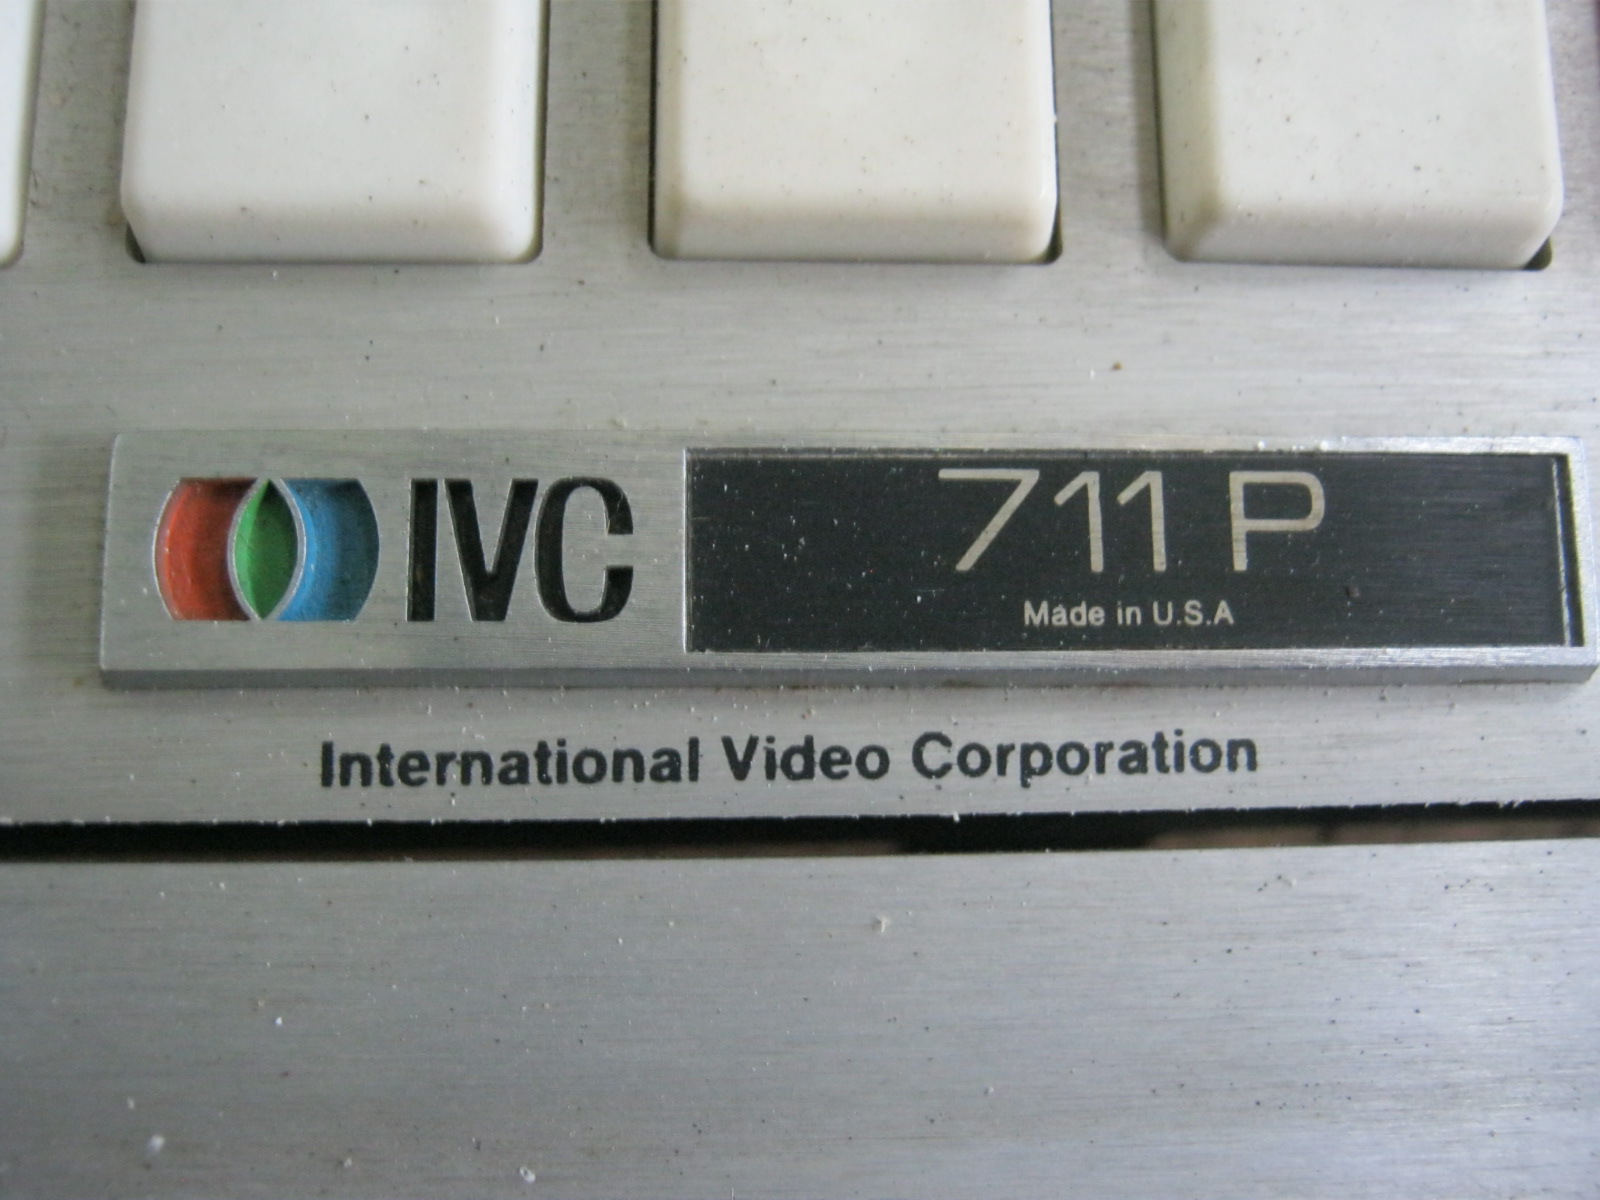 IVC
711 P
Made in U.S.A
International Video Corporation